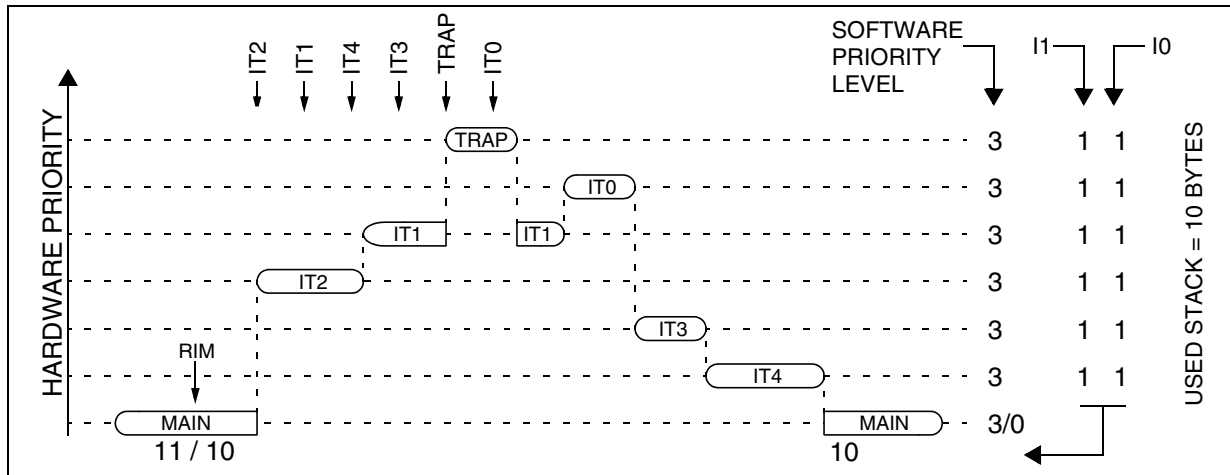 IT2
IT1
IT4
IT3
TRAP
IT0
SOFTWARE
PRIORITY
LEVEL
I1
I0
HARDWARE PRIORITY
TRAP
3
1 1
IT0
3
1 1
IT1
IT1
3
1 1
IT2
3
1 1
IT3
3
1 1
RIM
IT4
3
1 1
MAIN
MAIN
3/0
11 / 10
10
USED STACK = 10 BYTES